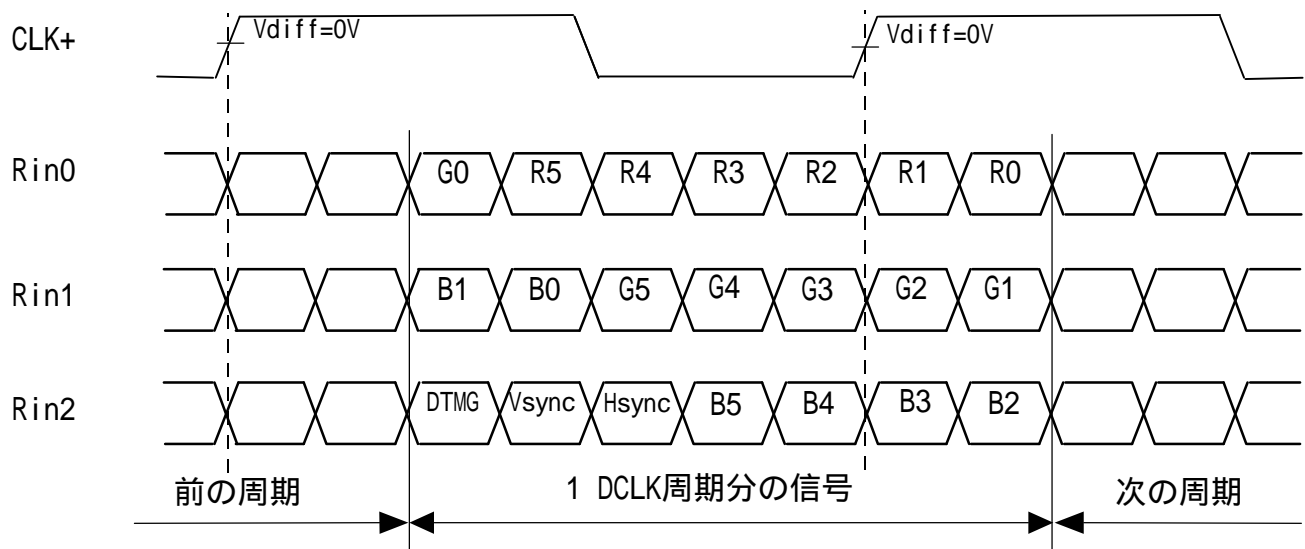 CLK+ Vdiff=0V Vdiff=0V
Rin0 G0 R5 R4 R3 R2 R1 R0
Rin1 B1 B0 G5 G4 G3 G2 G1
Rin2 DTMG Vsync Hsync B5 B4 B3 B2
前の周期 1 DCLK周期分の信号 次の周期